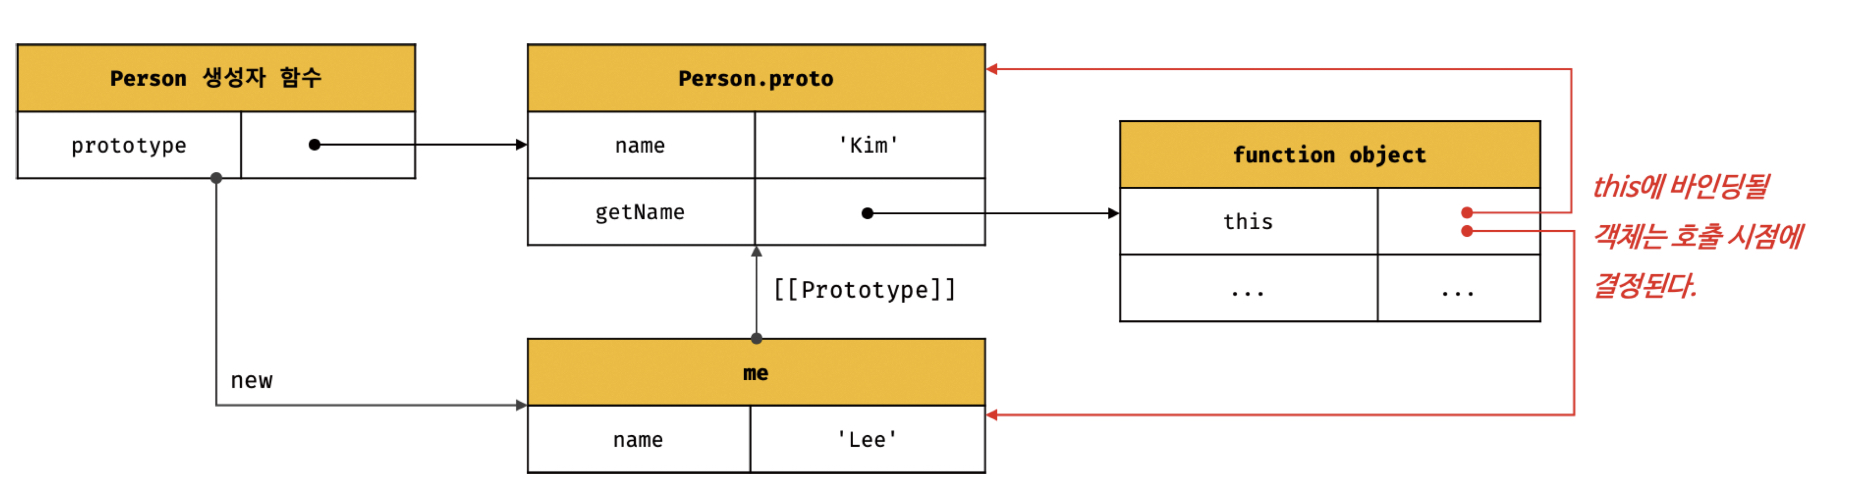 Person 생성자 함수
prototype
Person.proto
name 'Kim'
getName
function object
this
... ...
this에 바인딩될
객체는 호출 시점에
결정된다.
[[Prototype]]
new
me
name 'Lee'